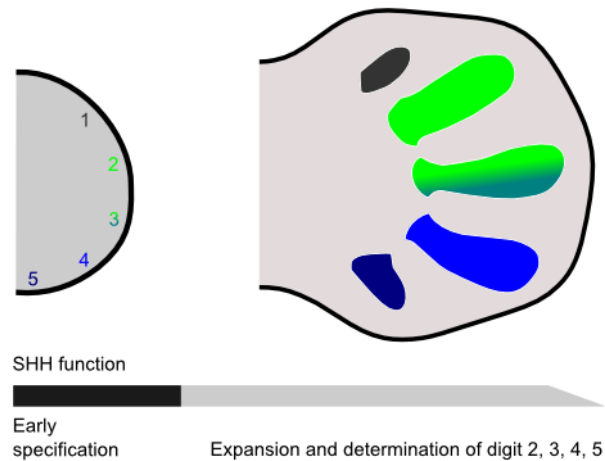 1
2
3
4
5
SHH function
Early
specification
Expansion and determination of digit 2, 3, 4, 5